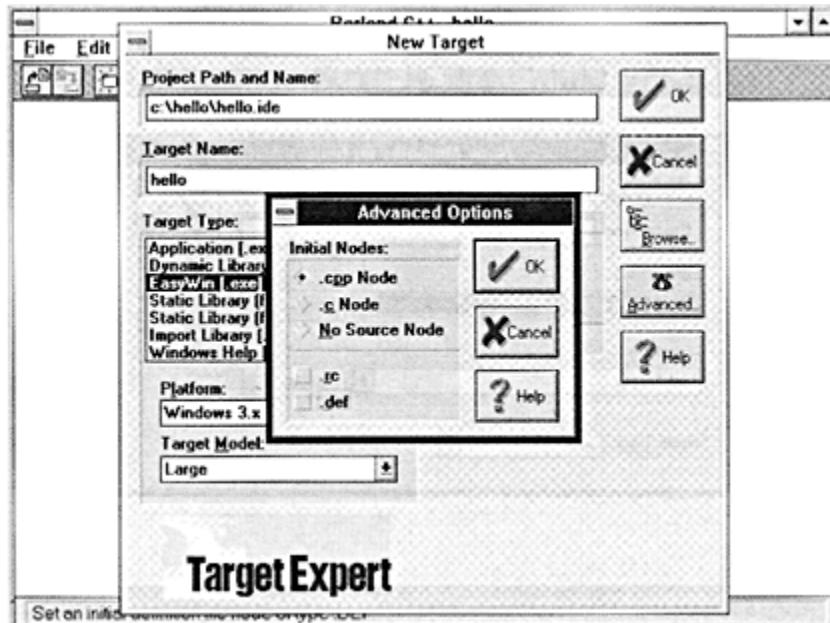 Borland C++ - hello
File Edit
New Target
Project Path and Name:
c:\hello\hello.ide
OK
Target Name:
Cancel
hello
Advanced Options
Target Type:
Initial Nodes:
Browse...
Application [.ex
.cpp Node
OK
Dynamic Library
EasyWin [.exe]
.c Node
Static Library (f
No Source Node
Cancel
Advanced...
Static Library (f
Import Library [.
Windows Help [
Help
Platform:
.rc
Help
Windows 3.x
.def
Target Model:
Large
TargetExpert
Set an initial definition file node of type .DEF